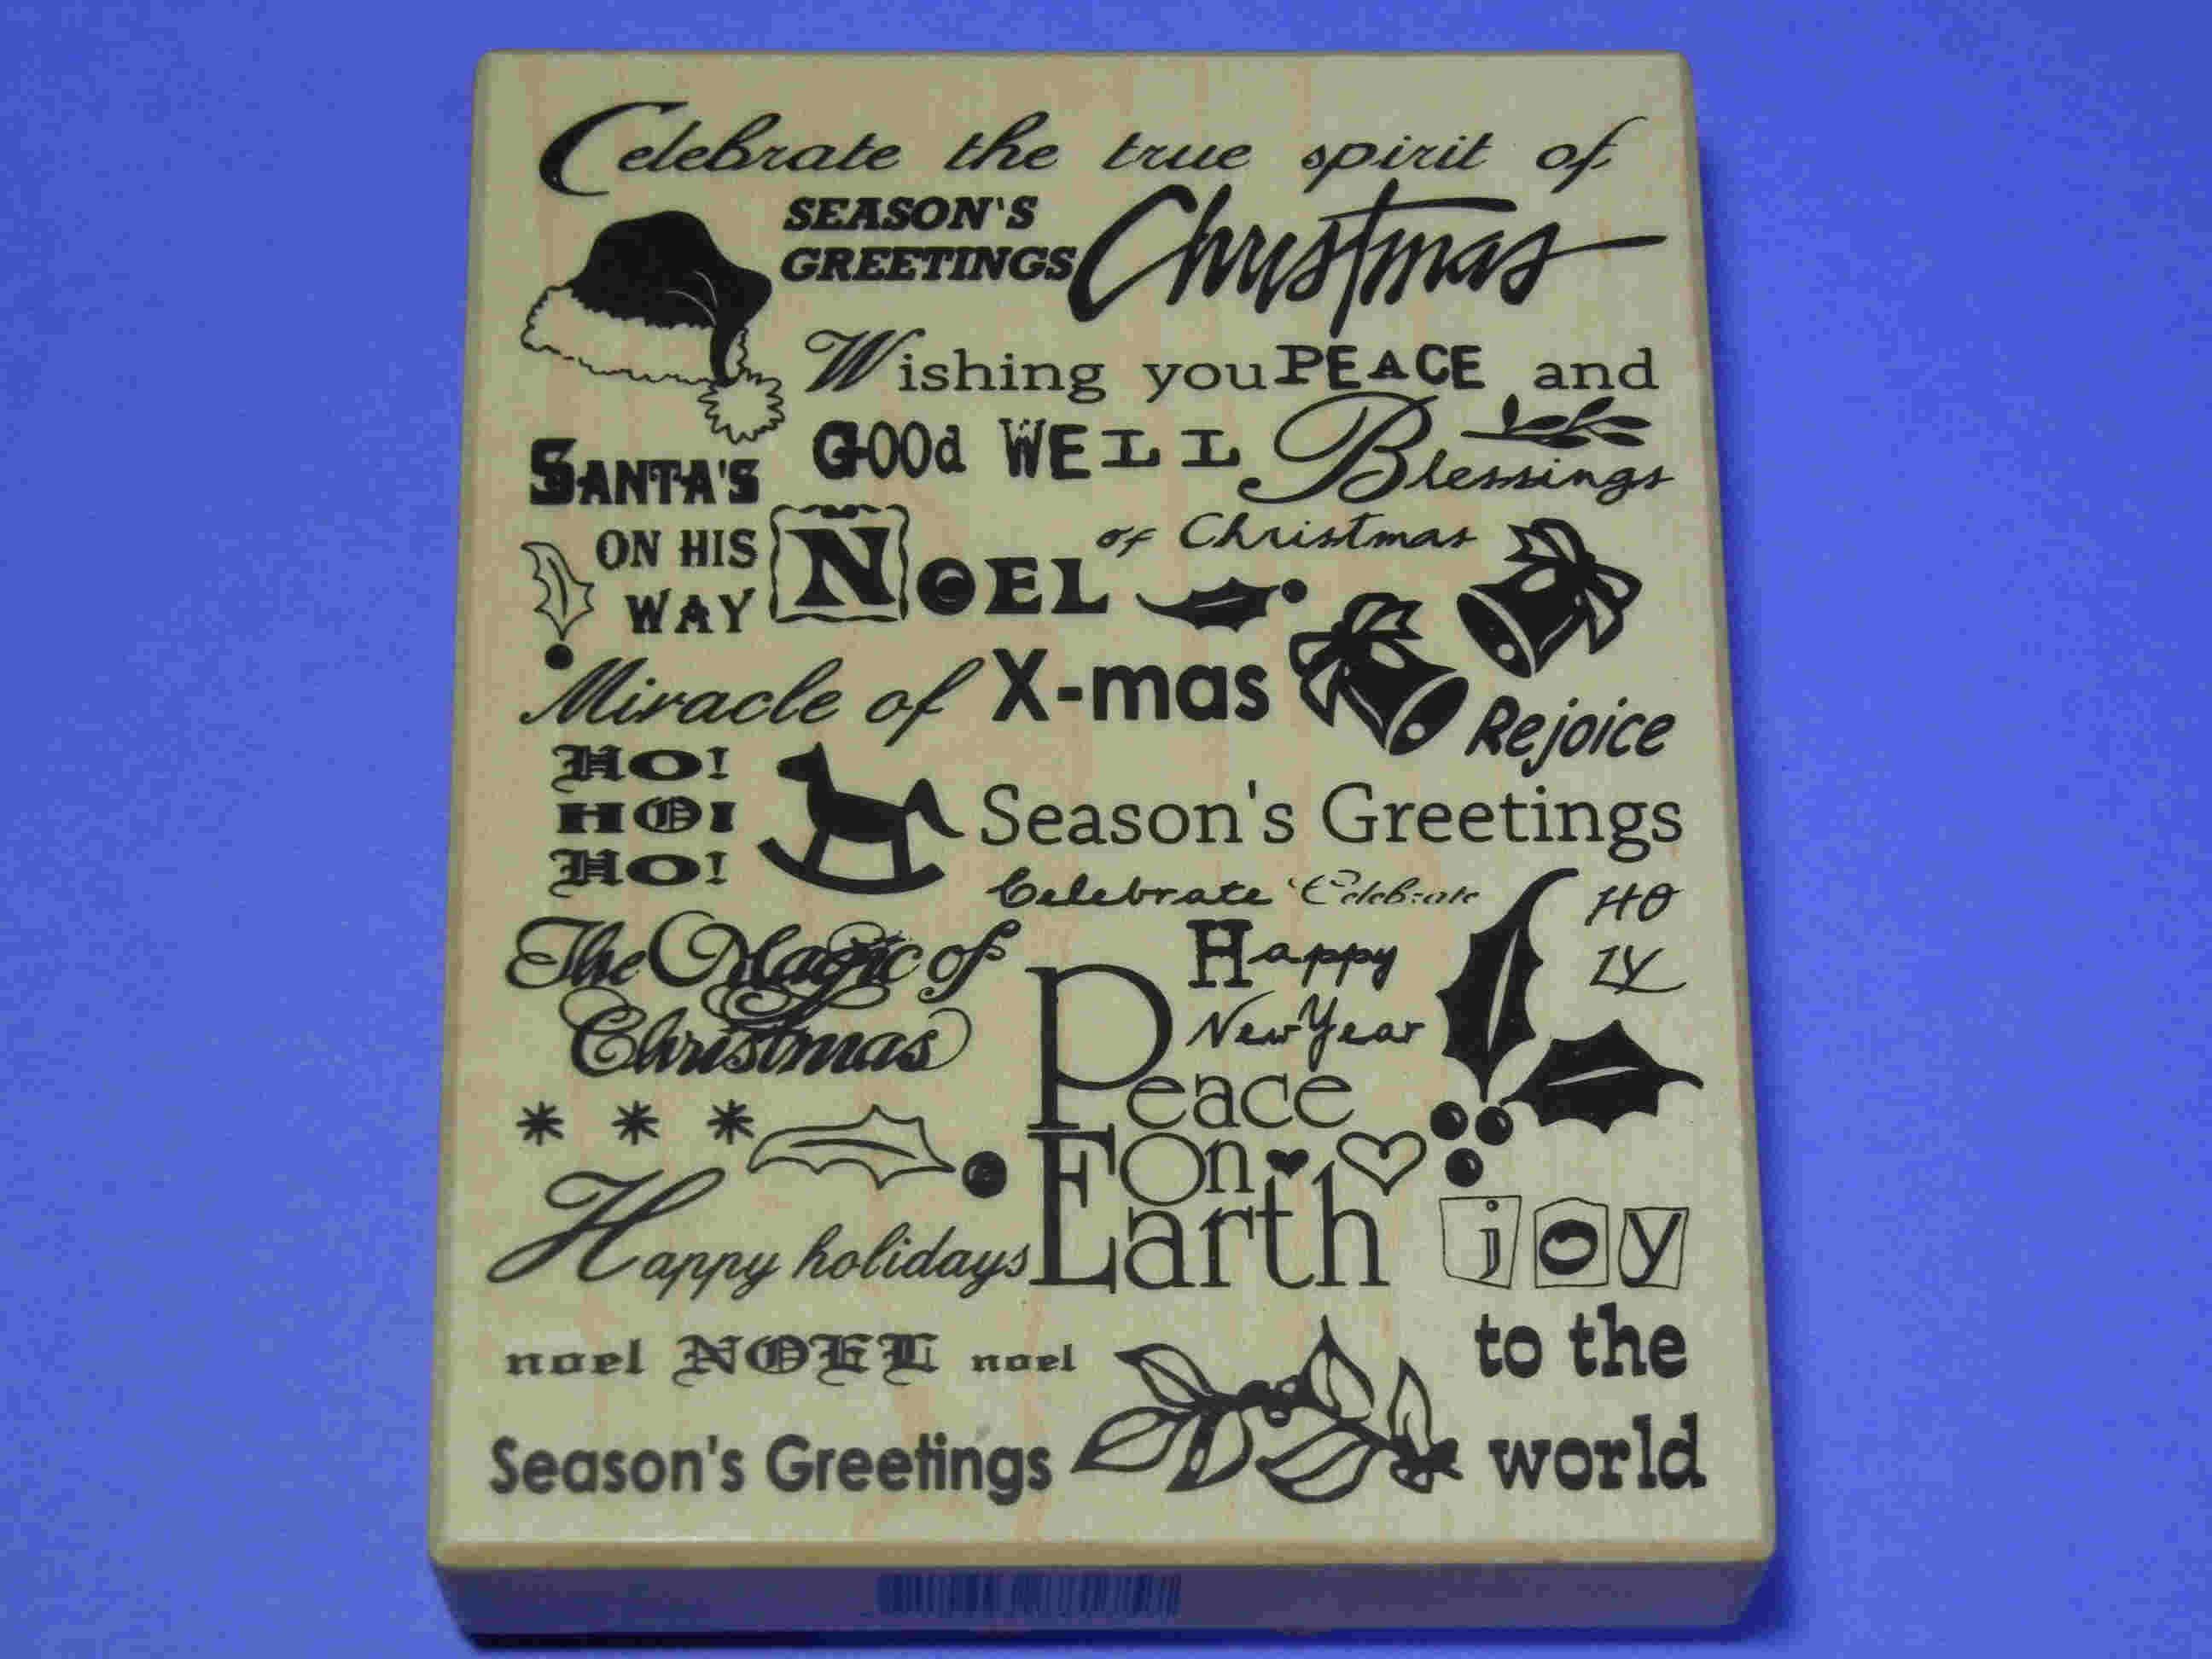 Celebrate the true spirit of
SEASON'S
GREETINGS
Christmas
Wishing you PEACE and
GOOd WELL Blessings
of Christmas
SANTA'S
ON HIS
WAY
NOEL
Miracle of X-mas
Rejoice
HO!
HO!
HO!
Season's Greetings
Celebrate Celebrate
HO
LY
The Magic of
Christmas
Happy
New Year
Peace
on
Earth
Happy holidays
joy
to the
world
noel NOEL noel
Season's Greetings